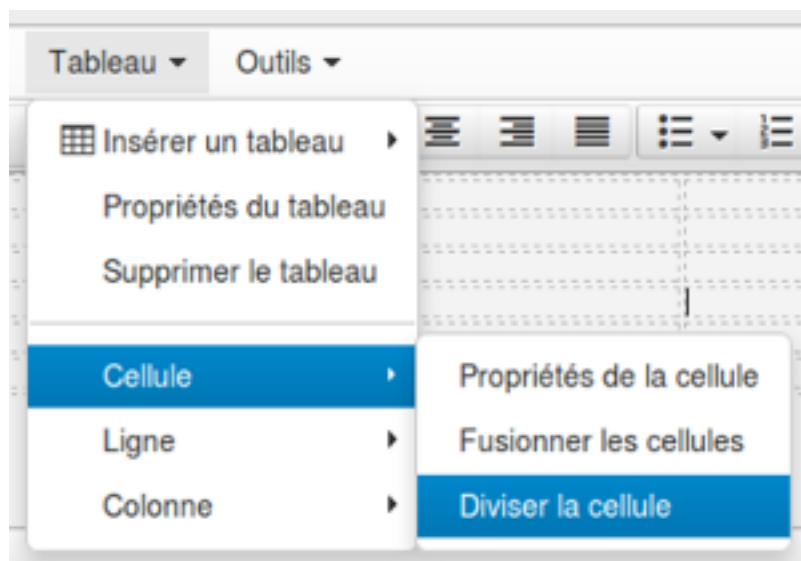 Tableau
Outils
Insérer un tableau
Propriétés du tableau
Supprimer le tableau
Cellule
Ligne
Colonne
Propriétés de la cellule
Fusionner les cellules
Diviser la cellule